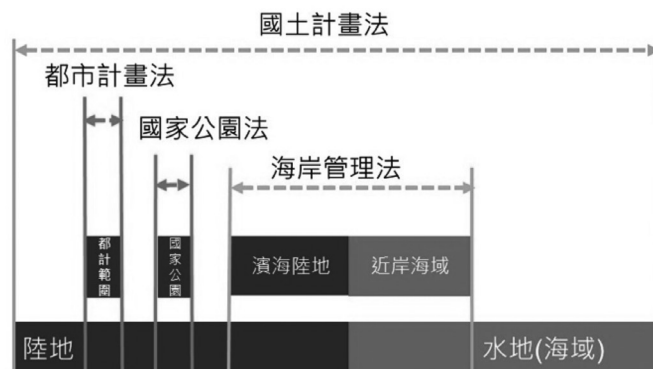 國土計畫法
都市計畫法
國家公園法
海岸管理法
都計範圍
國家公園
濱海陸地
近岸海域
陸地
水地(海域)